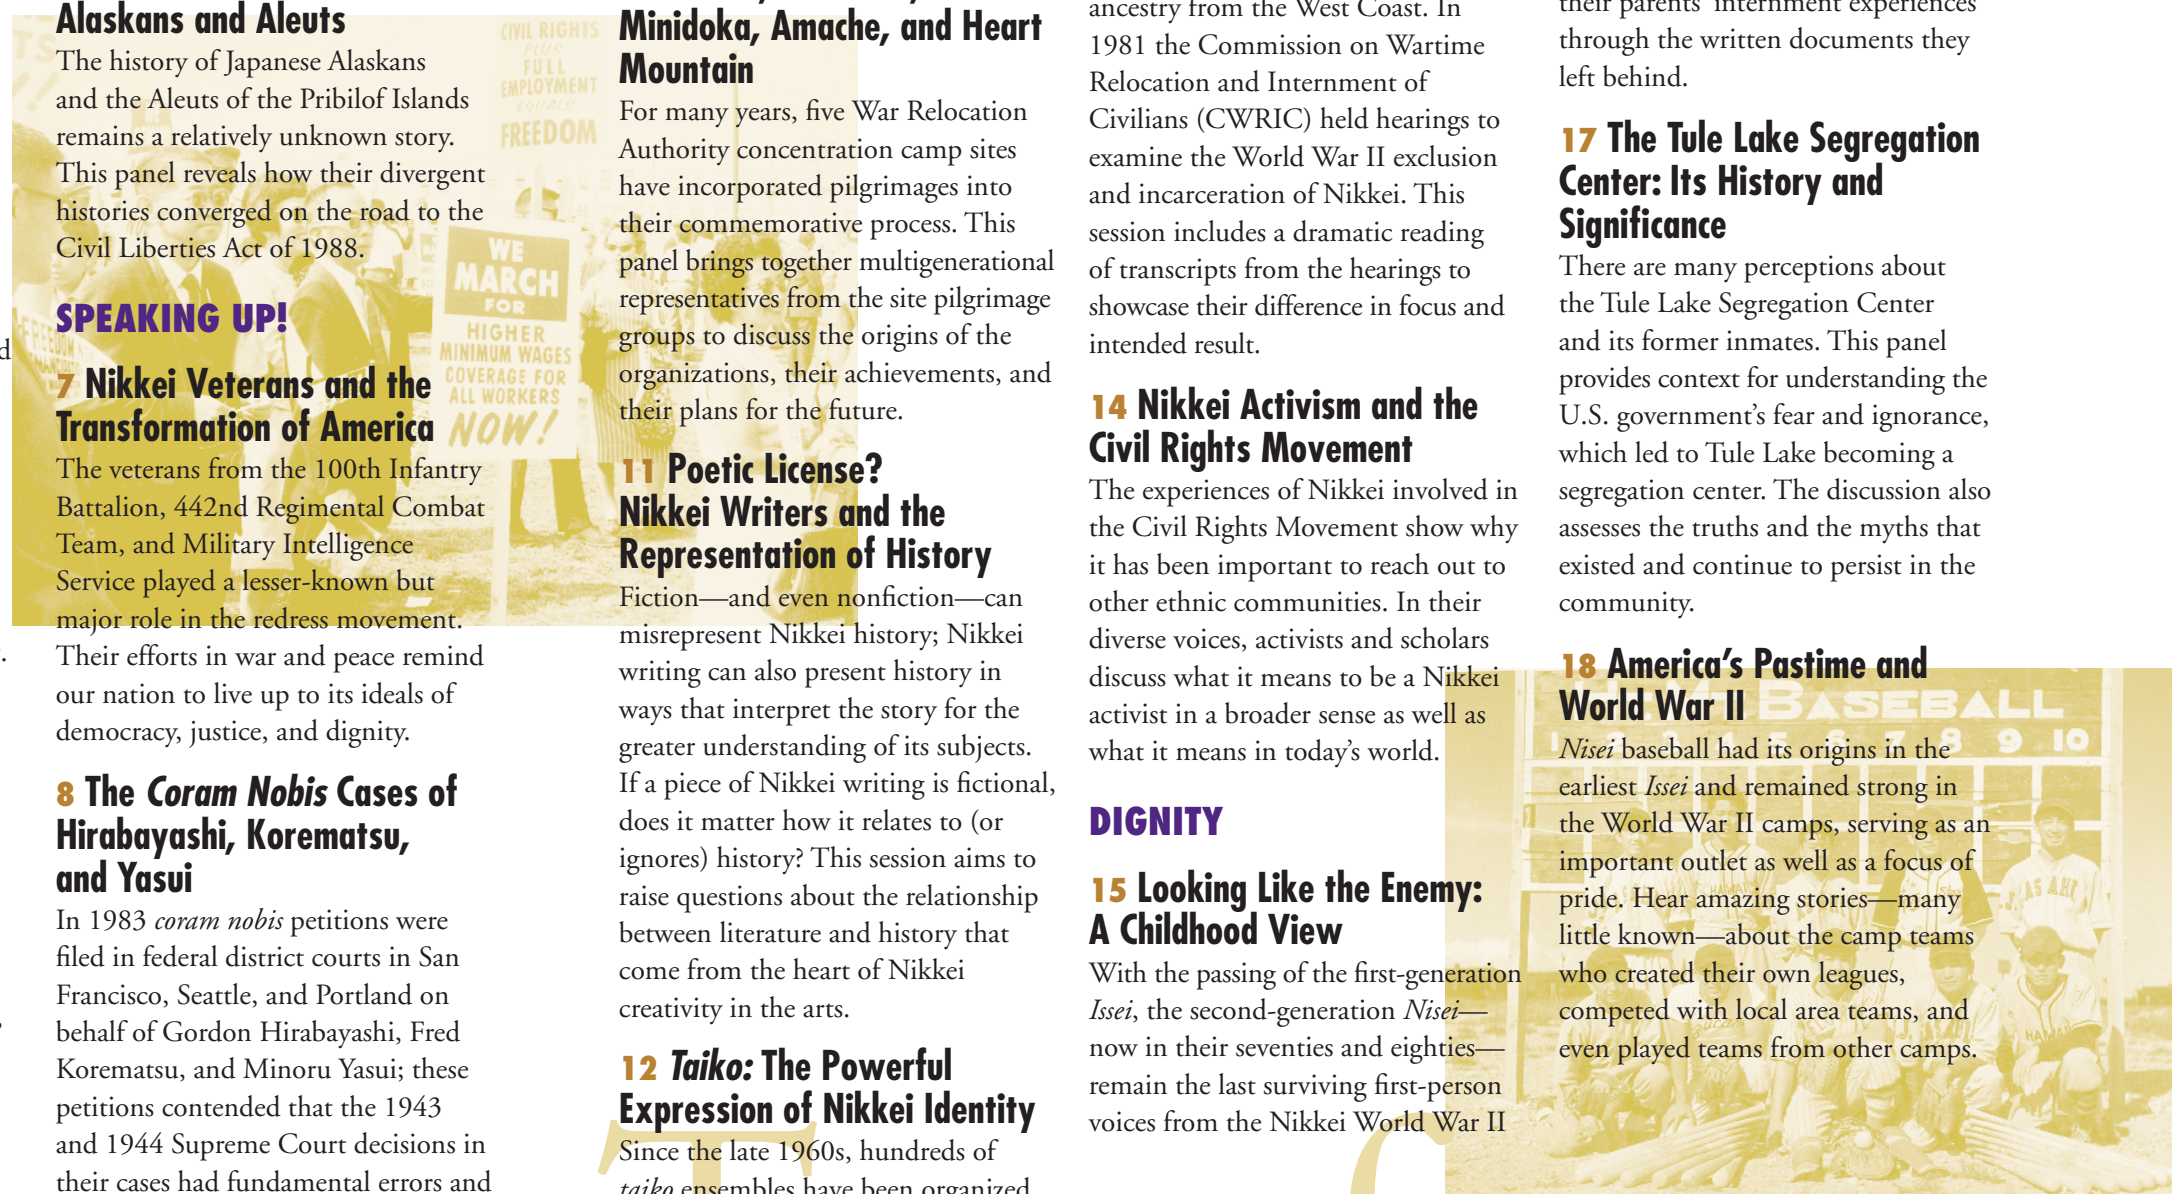 Alaskans and Aleuts
The history of Japanese Alaskans
and the Aleuts of the Pribilof Islands
remains a relatively unknown story.
This panel reveals how their divergent
histories converged on the road to the
Civil Liberties Act of 1988.
SPEAKING UP!
7 Nikkei Veterans and the
Transformation of America
The veterans from the 100th Infantry
Battalion, 442nd Regimental Combat
Team, and Military Intelligence
Service played a lesser-known but
major role in the redress movement.
Their efforts in war and peace remind
our nation to live up to its ideals of
democracy, justice, and dignity.
8 The Coram Nobis Cases of
Hirabayashi, Korematsu,
and Yasui
In 1983 coram nobis petitions were
filed in federal district courts in San
Francisco, Seattle, and Portland on
behalf of Gordon Hirabayashi, Fred
Korematsu, and Minoru Yasui; these
petitions contended that the 1943
and 1944 Supreme Court decisions in
their cases had fundamental errors and
CIVIL RIGHTS
PLUS
FULL
EMPLOYMENT
EQUALS
FREEDOM
WE
MARCH
FOR
HIGHER
MINIMUM WAGES
COVERAGE FOR
ALL WORKERS
NOW!
Minidoka, Amache, and Heart
Mountain
For many years, five War Relocation
Authority concentration camp sites
have incorporated pilgrimages into
their commemorative process. This
panel brings together multigenerational
representatives from the site pilgrimage
groups to discuss the origins of the
organizations, their achievements, and
their plans for the future.
11 Poetic License?
Nikkei Writers and the
Representation of History
Fiction—and even nonfiction—can
misrepresent Nikkei history; Nikkei
writing can also present history in
ways that interpret the story for the
greater understanding of its subjects.
If a piece of Nikkei writing is fictional,
does it matter how it relates to (or
ignores) history? This session aims to
raise questions about the relationship
between literature and history that
come from the heart of Nikkei
creativity in the arts.
12 Taiko: The Powerful
Expression of Nikkei Identity
Since the late 1960s, hundreds of
taiko ensembles have been organized
ancestry from the West Coast. In
1981 the Commission on Wartime
Relocation and Internment of
Civilians (CWRIC) held hearings to
examine the World War II exclusion
and incarceration of Nikkei. This
session includes a dramatic reading
of transcripts from the hearings to
showcase their difference in focus and
intended result.
14 Nikkei Activism and the
Civil Rights Movement
The experiences of Nikkei involved in
the Civil Rights Movement show why
it has been important to reach out to
other ethnic communities. In their
diverse voices, activists and scholars
discuss what it means to be a Nikkei
activist in a broader sense as well as
what it means in today's world.
DIGNITY
15 Looking Like the Enemy:
A Childhood View
With the passing of the first-generation
Issei, the second-generation Nisei—
now in their seventies and eighties—
remain the last surviving first-person
voices from the Nikkei World War II
their parents' internment experiences
through the written documents they
left behind.
17 The Tule Lake Segregation
Center: Its History and
Significance
There are many perceptions about
the Tule Lake Segregation Center
and its former inmates. This panel
provides context for understanding the
U.S. government's fear and ignorance,
which led to Tule Lake becoming a
segregation center. The discussion also
assesses the truths and the myths that
existed and continue to persist in the
community.
18 America's Pastime and
World War II
Nisei baseball had its origins in the
earliest Issei and remained strong in
the World War II camps, serving as an
important outlet as well as a focus of
pride. Hear amazing stories—many
little known—about the camp teams
who created their own leagues,
competed with local area teams, and
even played teams from other camps.
BASEBALL
7 8 9 10